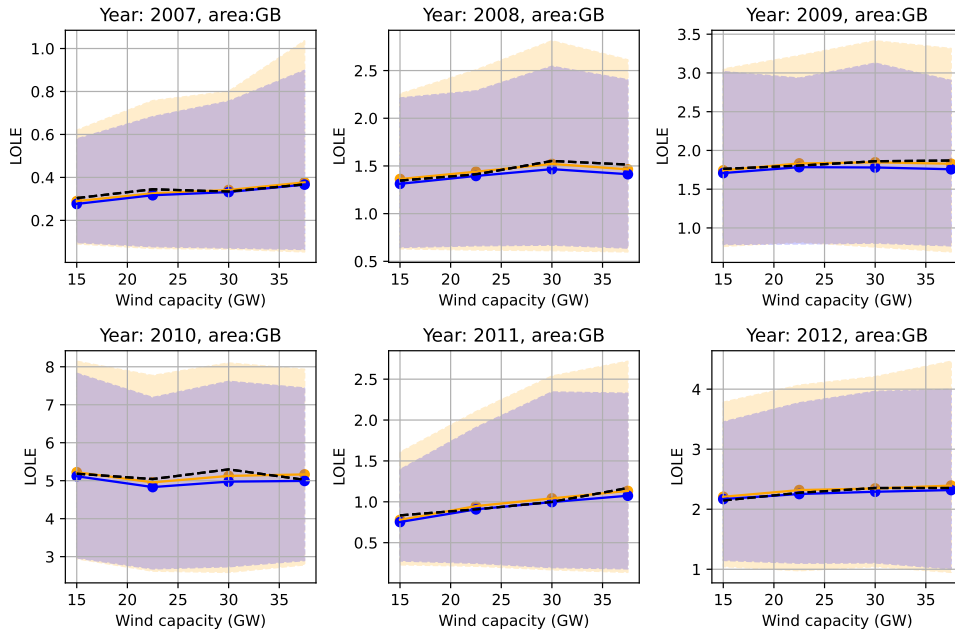 Year: 2007, area:GB
Year: 2008, area:GB
Year: 2009, area:GB
LOLE
1.0
0.8
0.6
0.4
0.2
15 20 25 30 35
Wind capacity (GW)
LOLE
2.5
2.0
1.5
1.0
0.5
15 20 25 30 35
Wind capacity (GW)
LOLE
3.5
3.0
2.5
2.0
1.5
1.0
15 20 25 30 35
Wind capacity (GW)
Year: 2010, area:GB
Year: 2011, area:GB
Year: 2012, area:GB
LOLE
8
7
6
5
4
3
15 20 25 30 35
Wind capacity (GW)
LOLE
2.5
2.0
1.5
1.0
0.5
15 20 25 30 35
Wind capacity (GW)
LOLE
4
3
2
1
15 20 25 30 35
Wind capacity (GW)